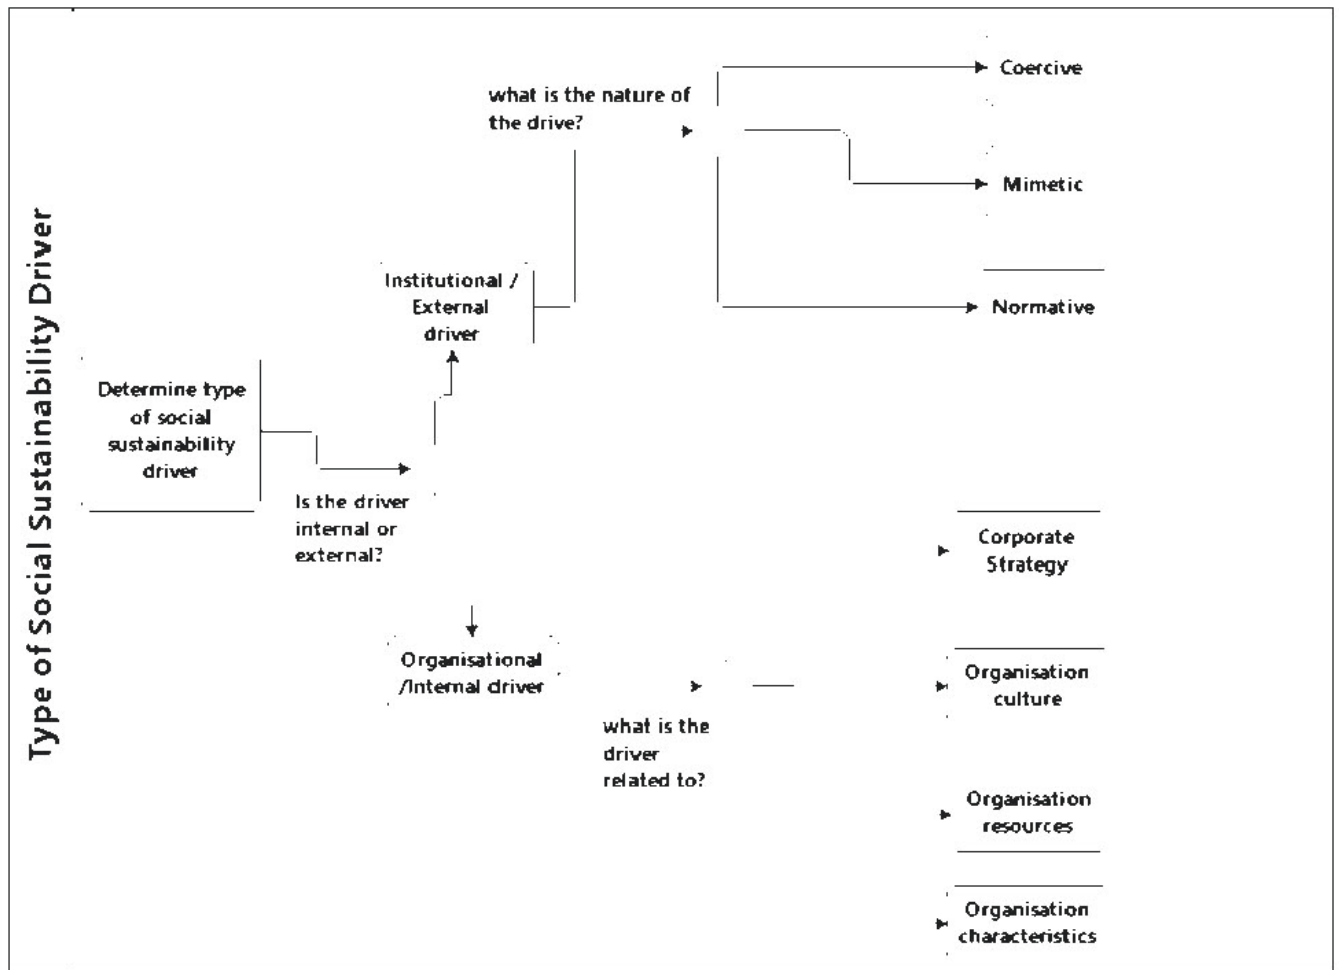 Type of Social Sustainability Driver
Determine type
of social
sustainability
driver
Is the driver
internal or
external?
Institutional /
External
driver
what is the nature of
the drive?
Coercive
Mimetic
Normative
Organisational
/Internal driver
what is the
driver
related to?
Corporate
Strategy
Organisation
culture
Organisation
resources
Organisation
characteristics